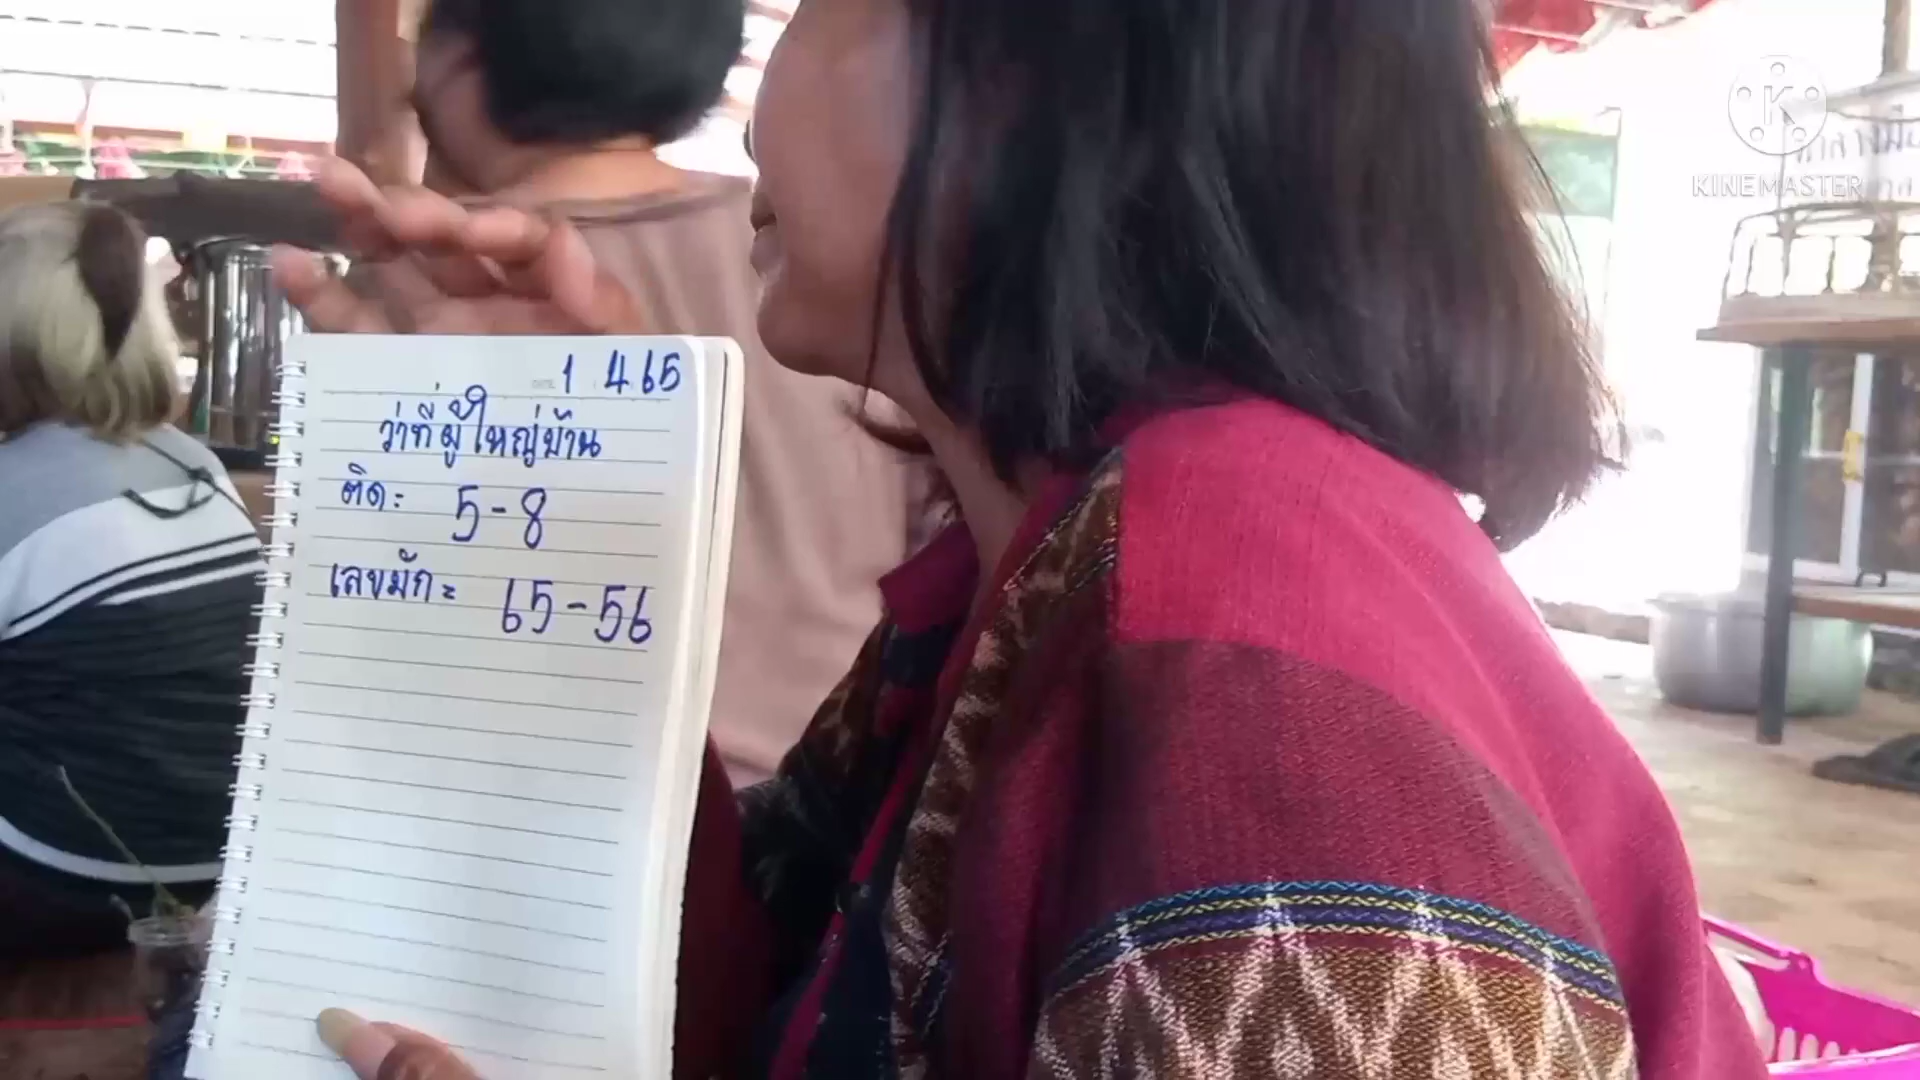 DATE 1 4 65
ว่าที่ผู้ใหญ่บ้าน
ติด: 5-8
เลขมัก= 65-56
KINEMASTER